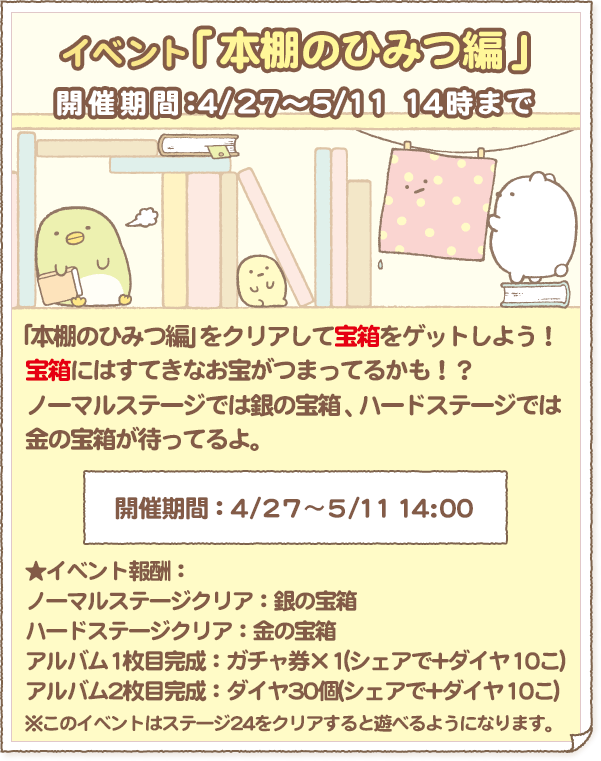 イベント「本棚のひみつ編」
開催期間:4/27～5/11 14時まで
「本棚のひみつ編」をクリアして宝箱をゲットしよう！
宝箱にはすてきなお宝がつまってるかも！？
ノーマルステージでは銀の宝箱、ハードステージでは
金の宝箱が待ってるよ。
開催期間：4/27～5/11 14:00
★イベント報酬：
ノーマルステージクリア：銀の宝箱
ハードステージクリア：金の宝箱
アルバム1枚目完成：ガチャ券×1(シェアで+ダイヤ10こ)
アルバム2枚目完成：ダイヤ30個(シェアで+ダイヤ10こ)
※このイベントはステージ24をクリアすると遊べるようになります。